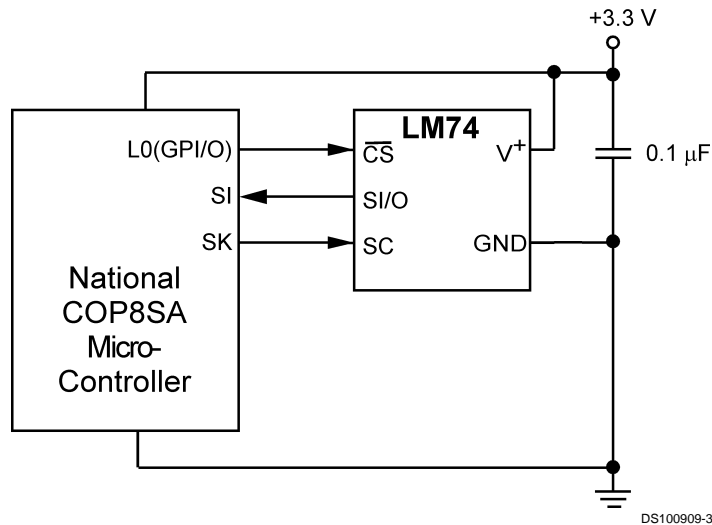 +3.3 V
LM74
L0(GPI/O)
CS
V+
0.1 μF
SI
SI/O
SK
SC
GND
National
COP8SA
Micro-
Controller
DS100909-3